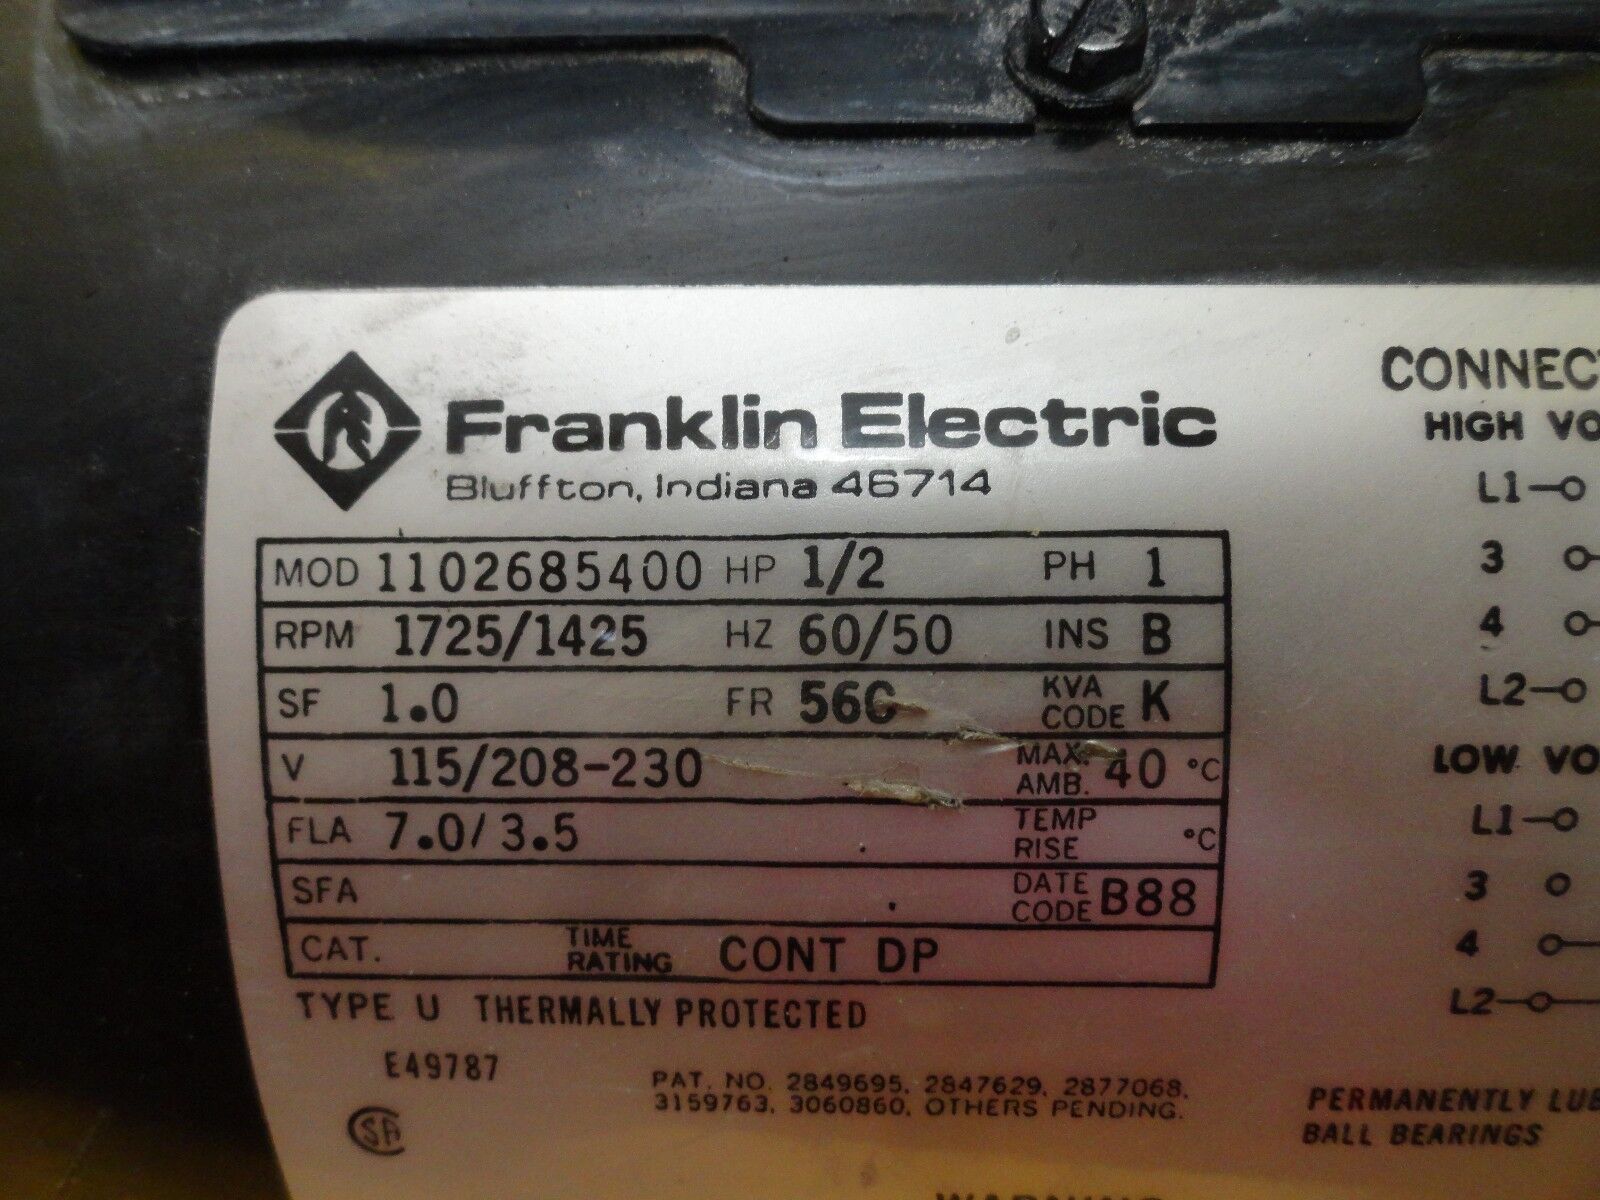 Franklin Electric
Bluffton, Indiana 46714
MOD 1102685400 HP 1/2 PH 1
RPM 1725/1425 HZ 60/50 INS B
SF 1.0 FR 56C KVA CODE K
V 115/208-230 MAX. AMB. 40 °C
FLA 7.0/3.5 TEMP RISE °C
SFA DATE CODE B88
CAT. TIME RATING CONT DP
TYPE U THERMALLY PROTECTED
E49787
SA
PAT. NO. 2849695, 2847629, 2877068,
3159763, 3060860, OTHERS PENDING.
CONNECT
HIGH VO
L1
3
4
L2
LOW VO
L1
3
4
L2
PERMANENTLY LUB
BALL BEARINGS
WARNING